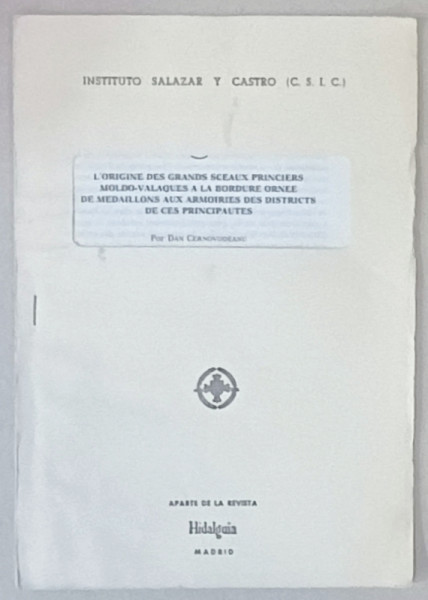 INSTITUTO SALAZAR Y CASTRO (C. S. I. C.)
L'ORIGINE DES GRANDS SCEAUX PRINCIERS
MOLDO-VALAQUES A LA BORDURE ORNEE
DE MEDAILLONS AUX ARMOIRIES DES DISTRICTS
DE CES PRINCIPAUTES
Por DAN CERNOVODEANU
APARTE DE LA REVISTA
Hidalguia
MADRID